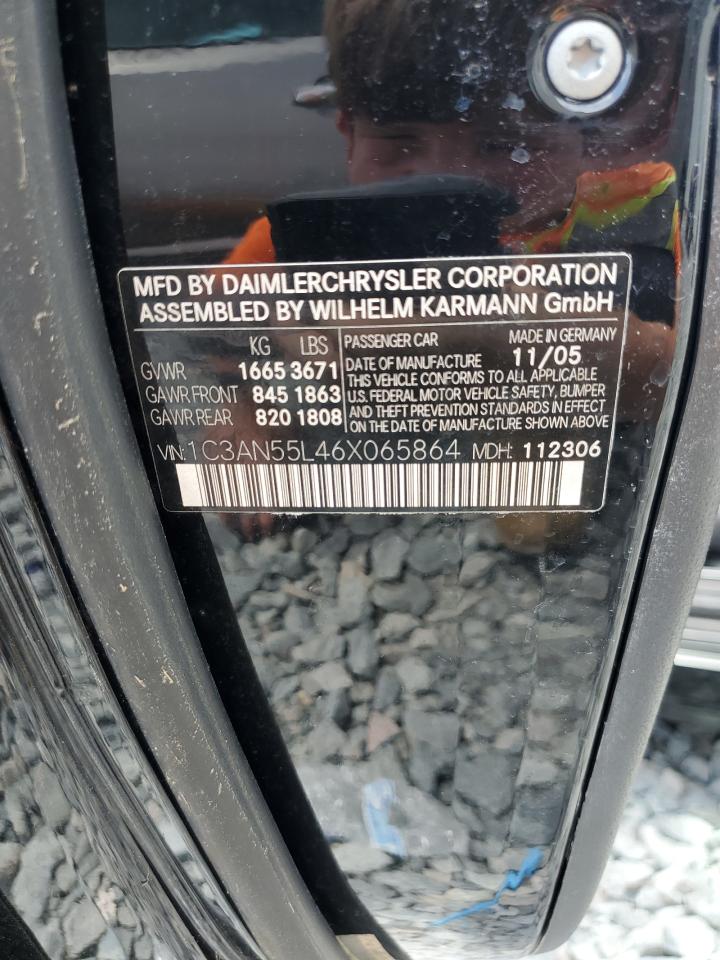 MFD BY DAIMLERCHRYSLER CORPORATION
ASSEMBLED BY WILHELM KARMANN GmbH
KG LBS
GVWR 1665 3671
GAWR FRONT 845 1863
GAWR REAR 820 1808
PASSENGER CAR MADE IN GERMANY
DATE OF MANUFACTURE 11/05
THIS VEHICLE CONFORMS TO ALL APPLICABLE
U.S. FEDERAL MOTOR VEHICLE SAFETY, BUMPER
AND THEFT PREVENTION STANDARDS IN EFFECT
ON THE DATE OF MANUFACTURE SHOWN ABOVE.
VIN: 1C3AN55L46X065864 MDH: 112306